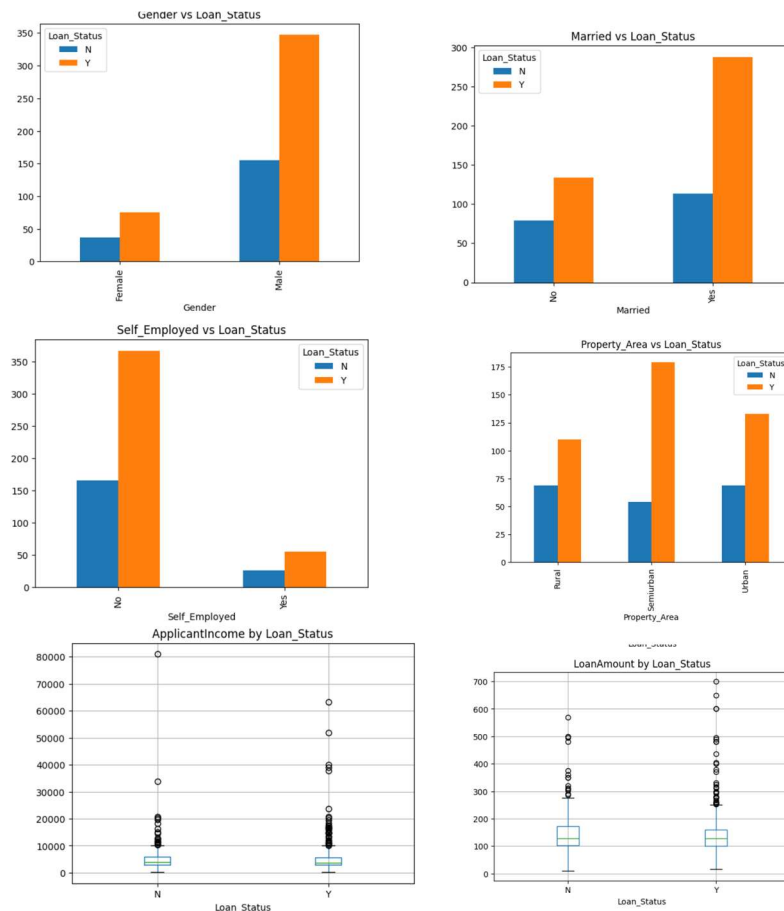 Gender vs Loan_Status
Loan_Status
N
Y
350
300
250
200
150
100
50
0
Female
Male
Gender
Married vs Loan_Status
Loan_Status
N
Y
300
250
200
150
100
50
0
No
Yes
Married
Self_Employed vs Loan_Status
Loan_Status
N
Y
350
300
250
200
150
100
50
0
No
Yes
Self_Employed
Property_Area vs Loan_Status
Loan_Status
N
Y
175
150
125
100
75
50
25
0
Rural
Semiurban
Urban
Property_Area
ApplicantIncome by Loan_Status
80000
70000
60000
50000
40000
30000
20000
10000
0
N
Y
Loan_Status
Loan_Status
LoanAmount by Loan_Status
700
600
500
400
300
200
100
0
N
Y
Loan_Status